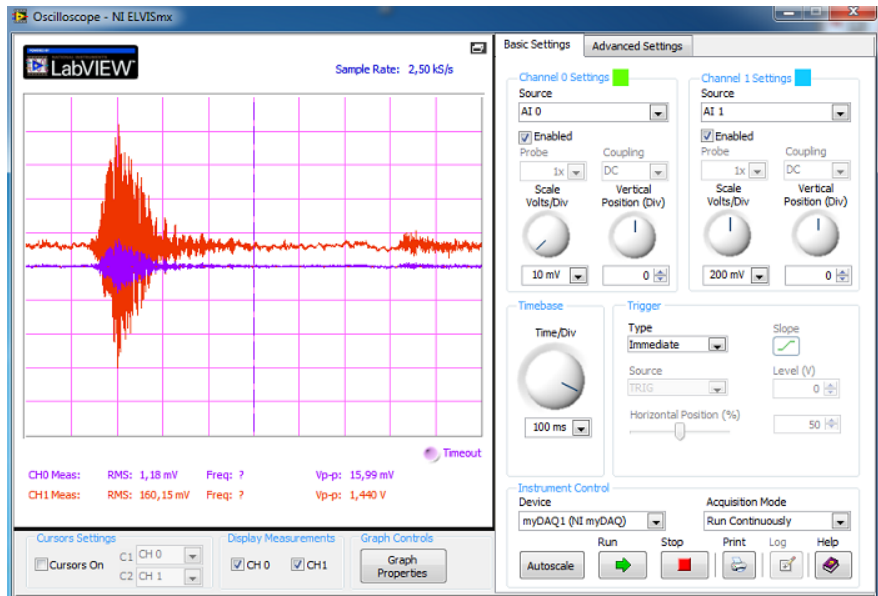 Oscilloscope - NI ELVISmx
LabVIEW
Sample Rate: 2,50 kS/s
Timeout
CH0 Meas: RMS: 1,18 mV Freq: ? Vp-p: 15,99 mV
CH1 Meas: RMS: 160,15 mV Freq: ? Vp-p: 1,440 V
Cursors Settings
Cursors On
C1 CH 0
C2 CH 1
Display Measurements
CH 0 CH1
Graph Controls
Graph
Properties
Basic Settings Advanced Settings
Channel 0 Settings
Source
AI 0
Enabled
Probe Coupling
1x DC
Scale Vertical
Volts/Div Position (Div)
10 mV 0
Channel 1 Settings
Source
AI 1
Enabled
Probe Coupling
1x DC
Scale Vertical
Volts/Div Position (Div)
200 mV 0
Timebase
Time/Div
100 ms
Trigger
Type Slope
Immediate
Source Level (V)
TRIG 0
Horizontal Position (%)
50
Instrument Control
Device Acquisition Mode
myDAQ1 (NI myDAQ) Run Continuously
Run Stop Print Log Help
Autoscale